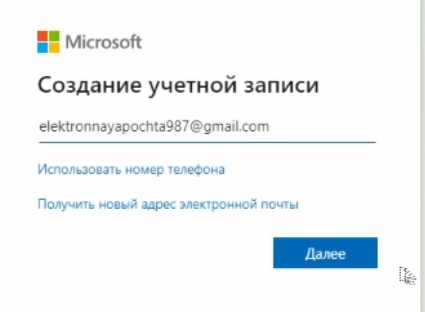 Microsoft
Создание учетной записи
elektronnayapochta987@gmail.com
Использовать номер телефона
Получить новый адрес электронной почты
Далее